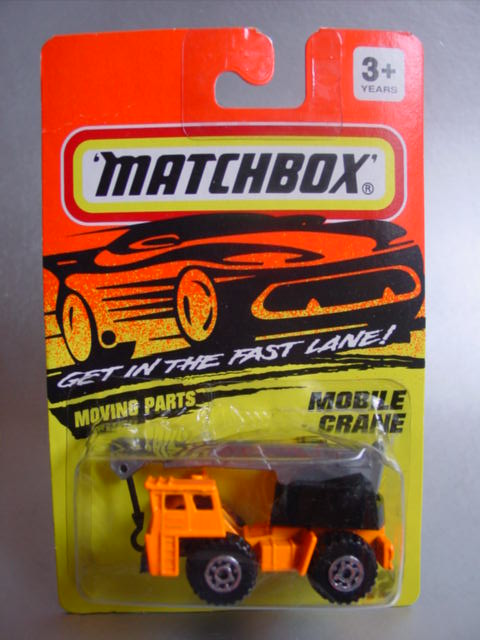 3+
YEARS
'MATCHBOX'®
GET IN THE FAST LANE!
MOVING PARTS
MOBILE
CRANE